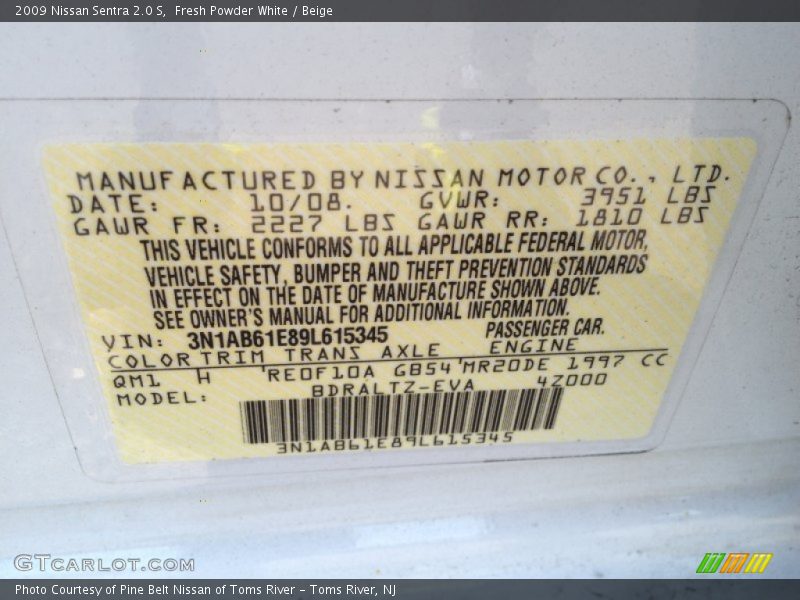 2009 Nissan Sentra 2.0 S,  Fresh Powder White / Beige
MANUFACTURED BY NISSAN MOTOR CO., LTD.
DATE: 10/08. GVWR: 3951 LBS
GAWR FR: 2227 LBS GAWR RR: 1810 LBS
THIS VEHICLE CONFORMS TO ALL APPLICABLE FEDERAL MOTOR,
VEHICLE SAFETY, BUMPER AND THEFT PREVENTION STANDARDS
IN EFFECT ON THE DATE OF MANUFACTURE SHOWN ABOVE.
SEE OWNER'S MANUAL FOR ADDITIONAL INFORMATION.
VIN: 3N1AB61E89L615345 PASSENGER CAR.
COLOR TRIM TRANS AXLE ENGINE
QM1 H 'RE0F10A GB54 'MR20DE 1997 CC
MODEL: BDRALTZ-EVA 4Z000
3N1AB61E89L615345
GTCarLot.com
Photo Courtesy of Pine Belt Nissan of Toms River - Toms River, NJ